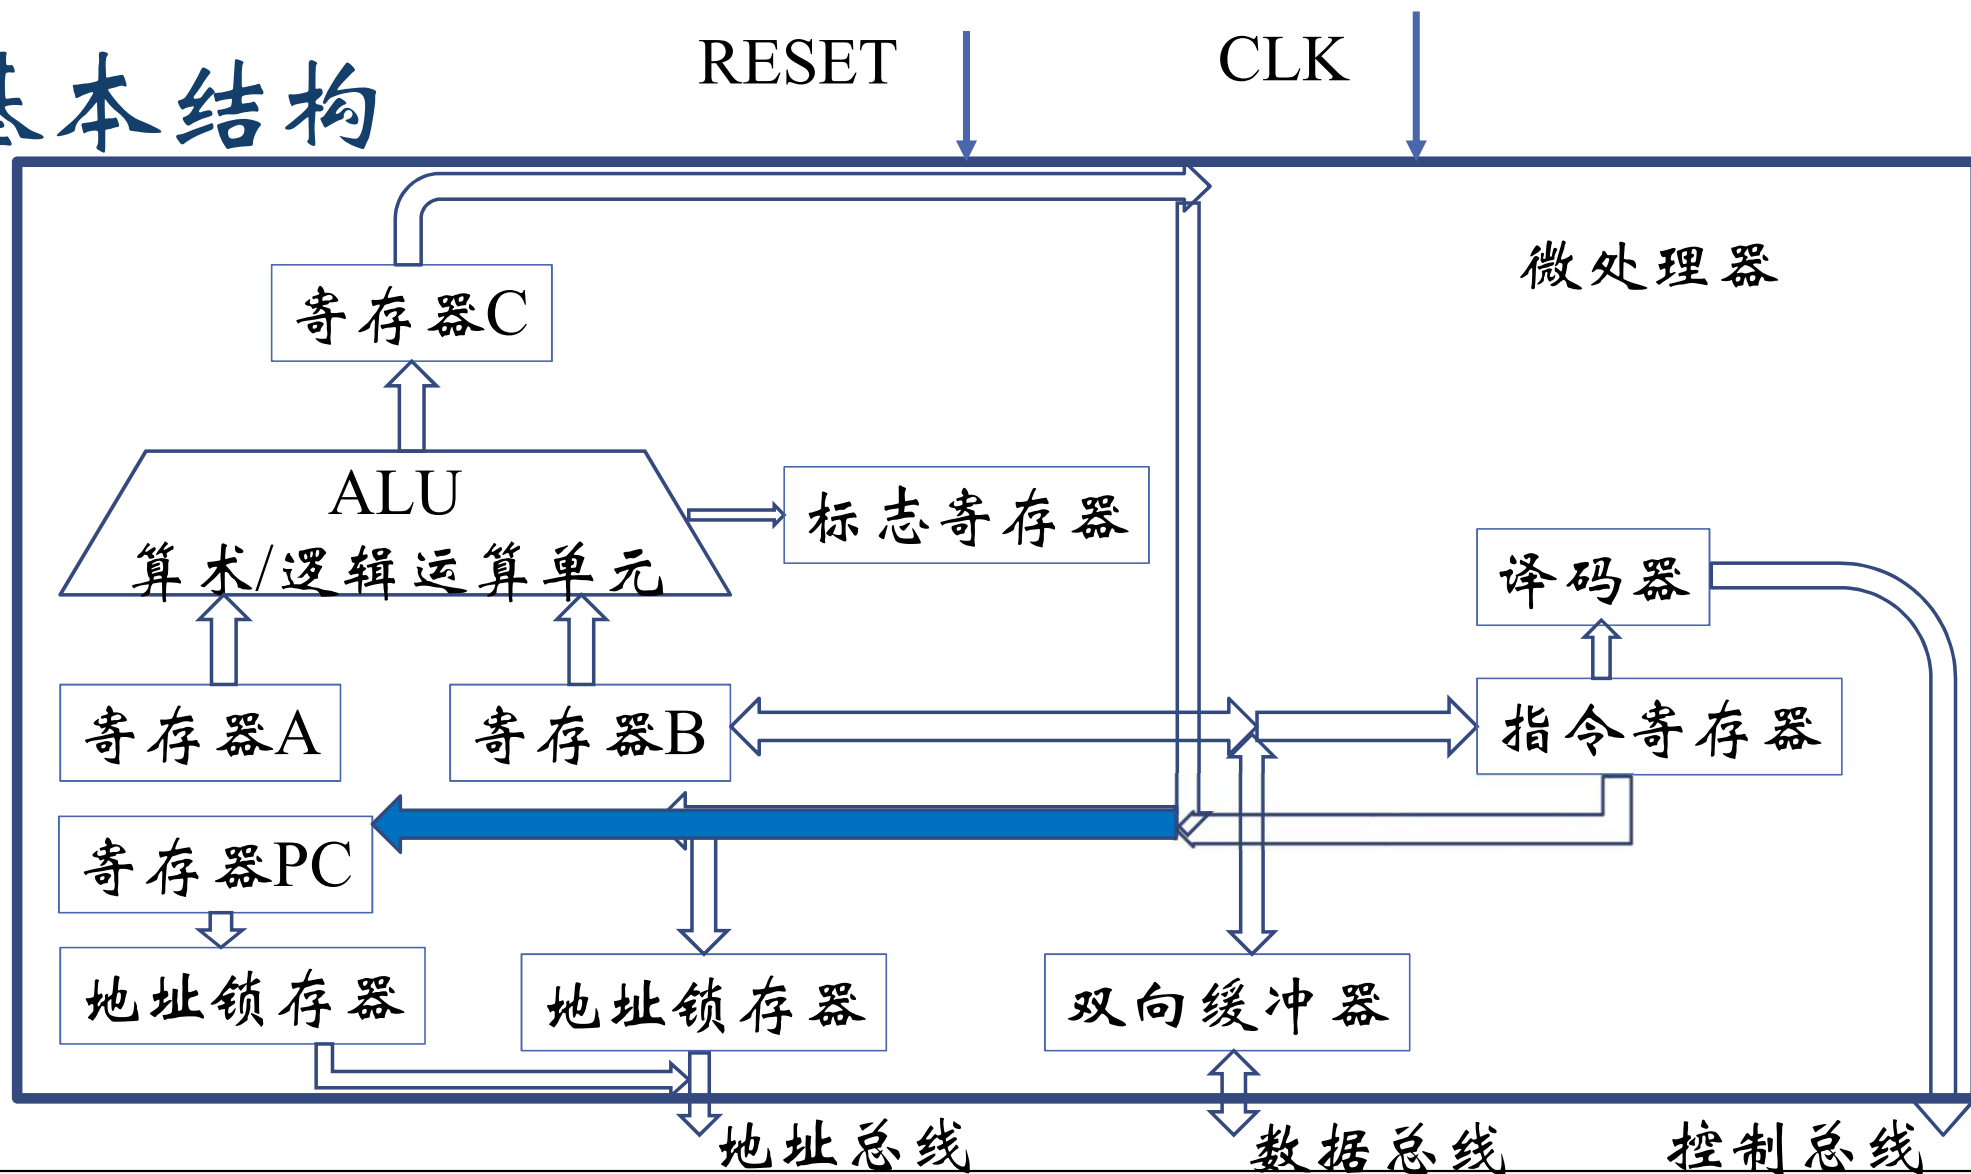 RESET
CLK
基本结构
微处理器
寄存器C
ALU
算术/逻辑运算单元
标志寄存器
译码器
寄存器A
寄存器B
指令寄存器
寄存器PC
地址锁存器
地址锁存器
双向缓冲器
地址总线
数据总线
控制总线